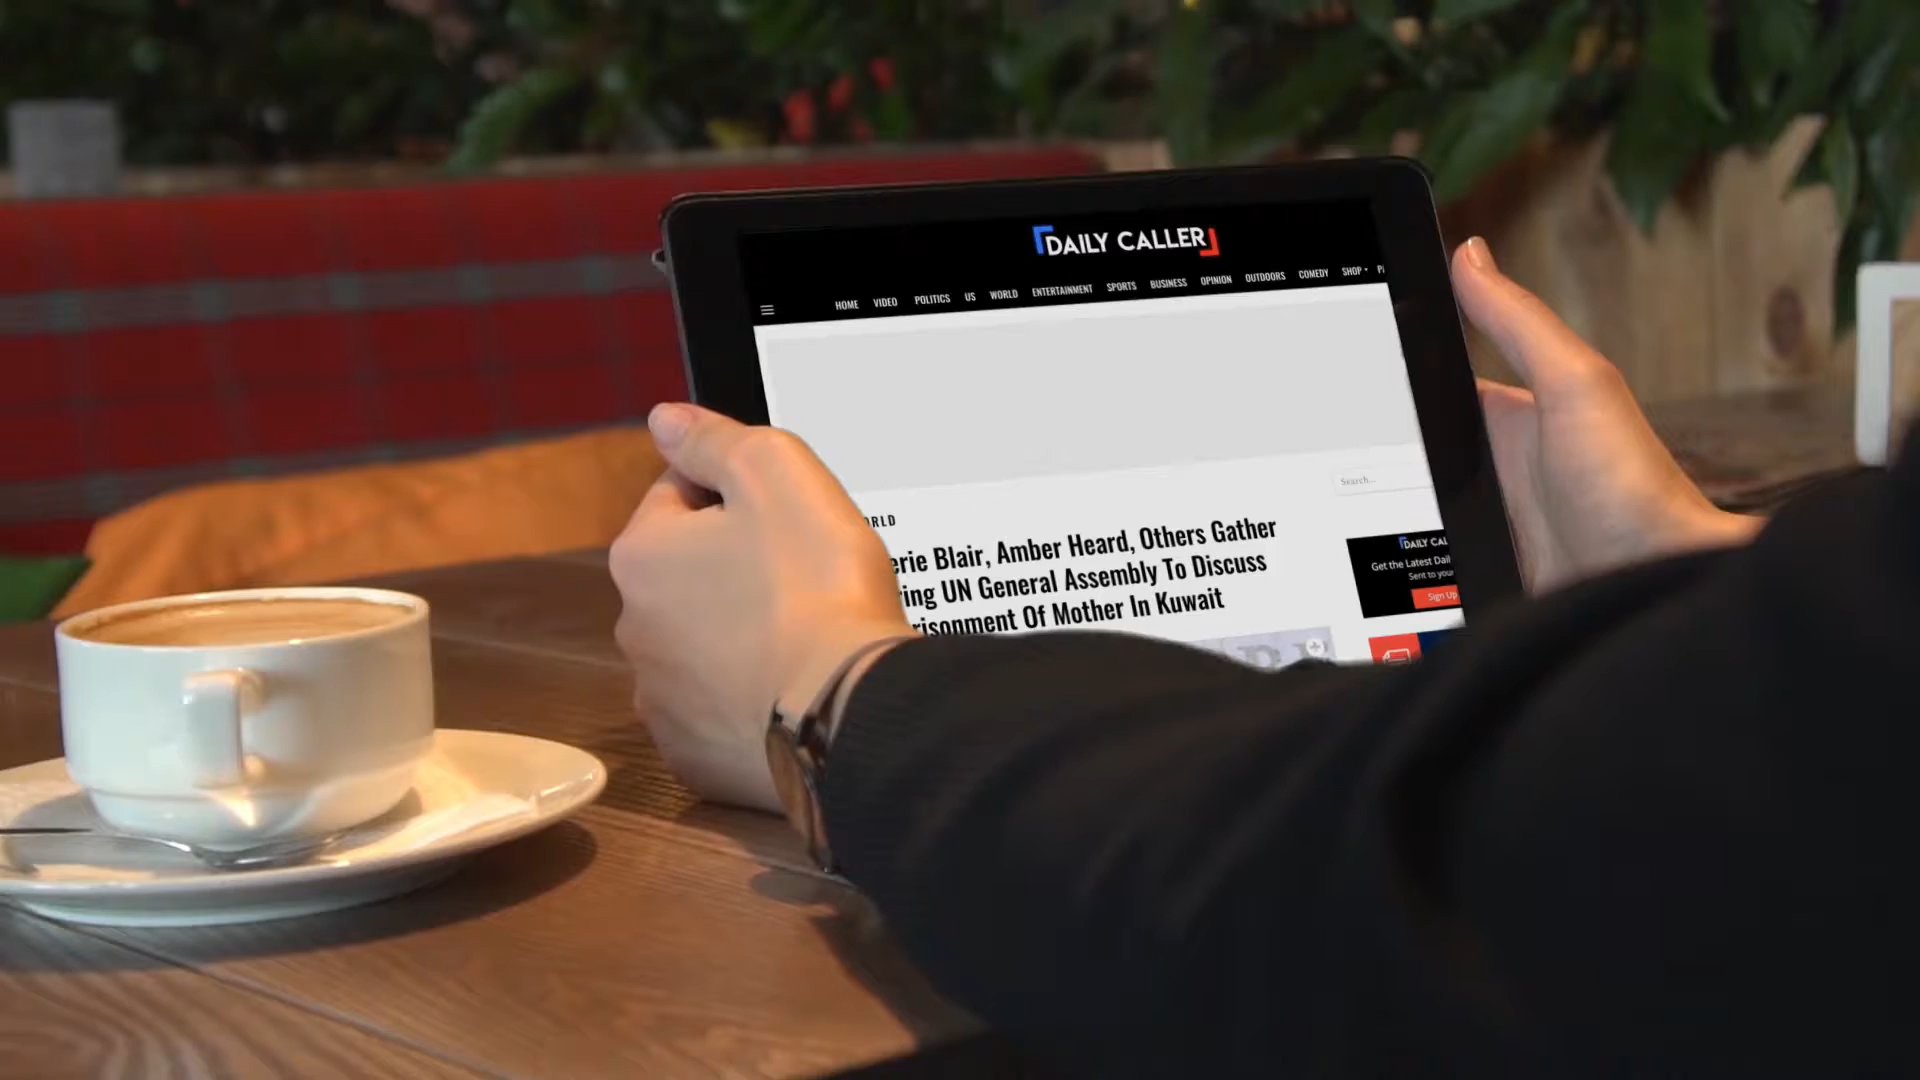 DAILY CALLER
HOME VIDEO POLITICS US WORLD ENTERTAINMENT SPORTS BUSINESS OPINION OUTDOORS COMEDY SHOP
Search...
ORLD
erie Blair, Amber Heard, Others Gather
ring UN General Assembly To Discuss
risonment Of Mother In Kuwait
DAILY CAL
Get the Latest Dail
Sent to your
Sign Up